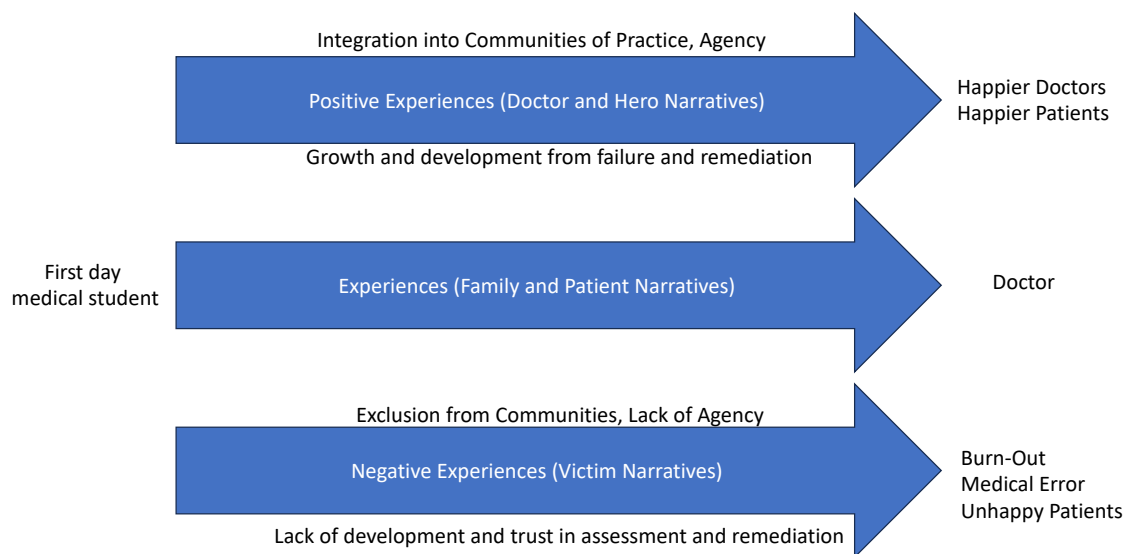 Integration into Communities of Practice, Agency
Positive Experiences (Doctor and Hero Narratives)
Growth and development from failure and remediation
Happier Doctors
Happier Patients
First day
medical student
Experiences (Family and Patient Narratives)
Doctor
Exclusion from Communities, Lack of Agency
Negative Experiences (Victim Narratives)
Lack of development and trust in assessment and remediation
Burn-Out
Medical Error
Unhappy Patients